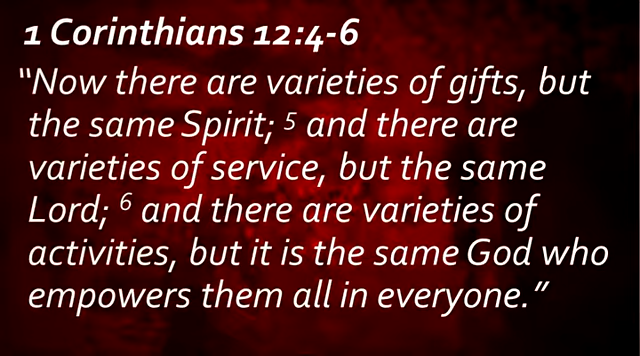 1 Corinthians 12:4-6
“Now there are varieties of gifts, but
the same Spirit; 5 and there are
varieties of service, but the same
Lord; 6 and there are varieties of
activities, but it is the same God who
empowers them all in everyone.”